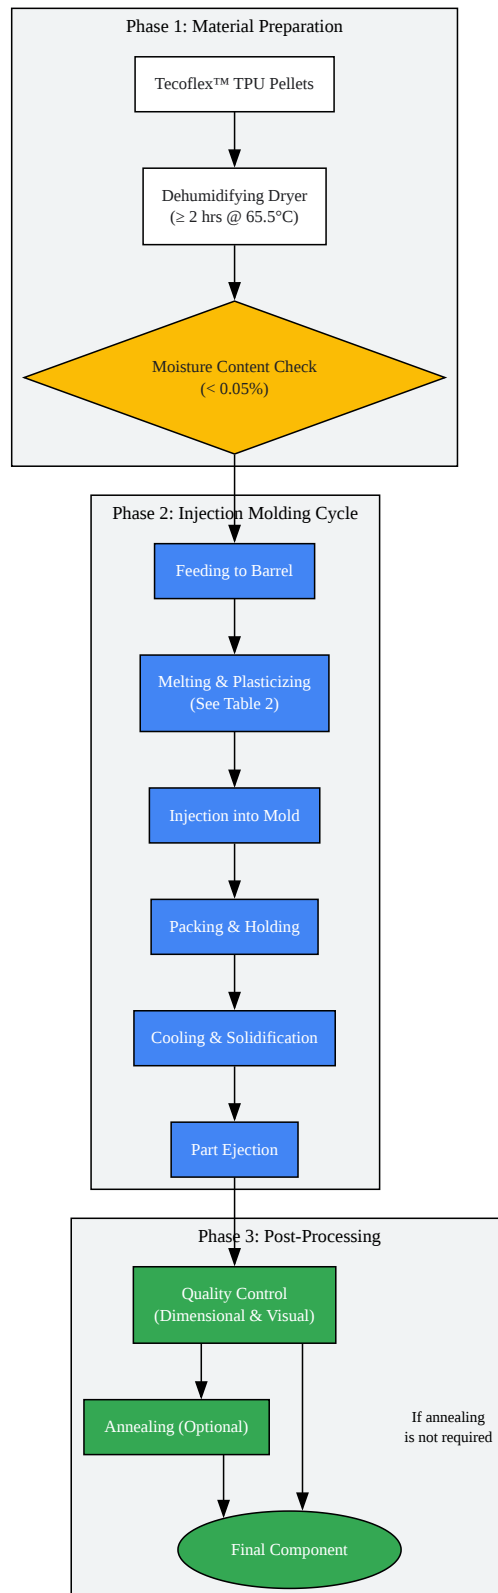 Phase 1: Material Preparation
Tecoflex™ TPU Pellets
Dehumidifying Dryer
(≥ 2 hrs @ 65.5°C)
Moisture Content Check
(< 0.05%)
Phase 2: Injection Molding Cycle
Feeding to Barrel
Melting & Plasticizing
(See Table 2)
Injection into Mold
Packing & Holding
Cooling & Solidification
Part Ejection
Phase 3: Post-Processing
Quality Control
(Dimensional & Visual)
Annealing (Optional)
If annealing
is not required
Final Component